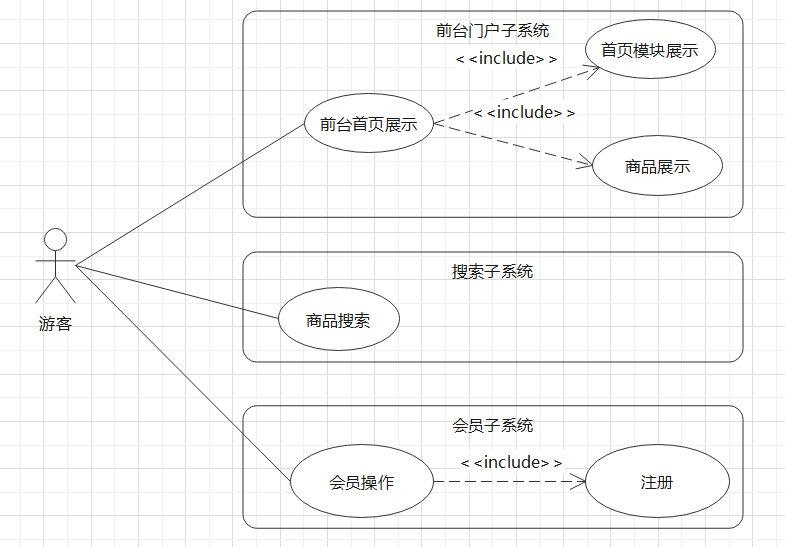 前台门户子系统
首页模块展示
< <include> >
前台首页展示
< <include> >
商品展示
游客
搜索子系统
商品搜索
会员子系统
< <include> >
会员操作
注册